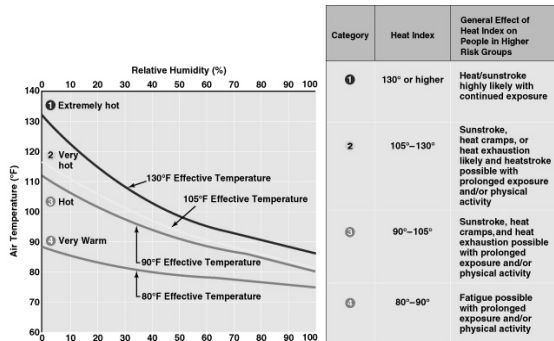 Relative Humidity (%)
0 10 20 30 40 50 60 70 80 90 100
Air Temperature (°F)
140
130
120
110
100
90
80
70
60
1 Extremely hot
2 Very
hot
3 Hot
4 Very Warm
130°F Effective Temperature
105°F Effective Temperature
90°F Effective Temperature
80°F Effective Temperature
0 10 20 30 40 50 60 70 80 90 100
Category
Heat Index
General Effect of
Heat Index on
People in Higher
Risk Groups
1
130° or higher
Heat/sunstroke
highly likely with
continued exposure
2
105°–130°
Sunstroke,
heat cramps, or
heat exhaustion
likely and heatstroke
possible with
prolonged exposure
and/or physical
activity
3
90°–105°
Sunstroke, heat
cramps,and heat
exhaustion possible
with prolonged
exposure and/or
physical activity
4
80°–90°
Fatigue possible
with prolonged
exposure and/or
physical activity